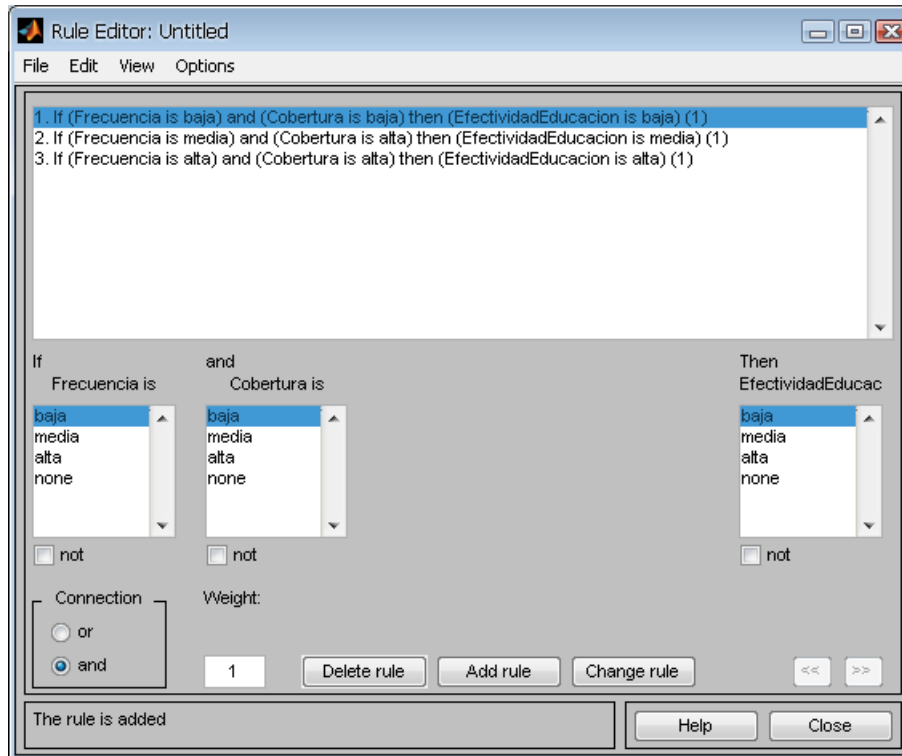 Rule Editor: Untitled
File Edit View Options
1. If (Frecuencia is baja) and (Cobertura is baja) then (EfectividadEducacion is baja) (1)
2. If (Frecuencia is media) and (Cobertura is alta) then (EfectividadEducacion is media) (1)
3. If (Frecuencia is alta) and (Cobertura is alta) then (EfectividadEducacion is alta) (1)
If and Then
Frecuencia is Cobertura is EfectividadEducac
baja baja baja
media media media
alta alta alta
none none none
not not not
Connection Weight:
or
and 1 Delete rule Add rule Change rule << >>
The rule is added Help Close